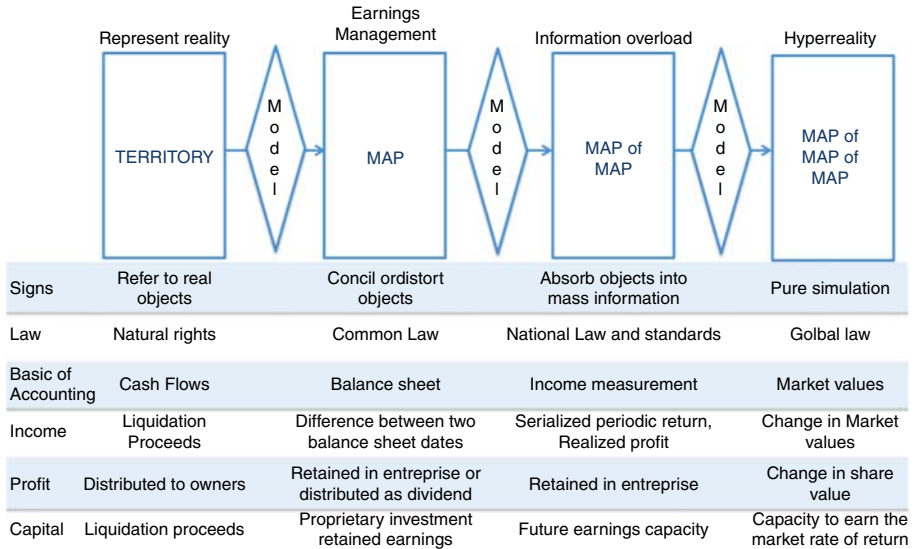 Represent reality
Earnings
Management
Information overload
Hyperreality
TERRITORY
Model
MAP
Model
MAP of
MAP
Model
MAP of
MAP of
MAP
Signs
Refer to real
objects
Concil ordistort
objects
Absorb objects into
mass information
Pure simulation
Law
Natural rights
Common Law
National Law and standards
Golbal law
Basic of
Accounting
Cash Flows
Balance sheet
Income measurement
Market values
Income
Liquidation
Proceeds
Difference between two
balance sheet dates
Serialized periodic return,
Realized profit
Change in Market
values
Profit
Distributed to owners
Retained in entreprise or
distributed as dividend
Retained in entreprise
Change in share
value
Capital
Liquidation proceeds
Proprietary investment
retained earnings
Future earnings capacity
Capacity to earn the
market rate of return